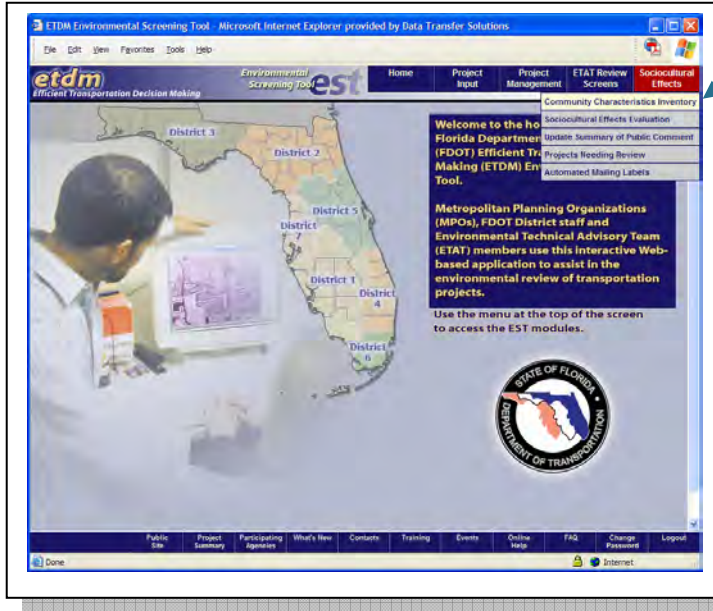 ETDM Environmental Screening Tool - Microsoft Internet Explorer provided by Data Transfer Solutions
File Edit View Favorites Tools Help
etdm
Efficient Transportation Decision Making
Environmental
Screening Tool est
Home
Project
Input
Project
Management
ETAT Review
Screens
Sociocultural
Effects
Community Characteristics Inventory
Sociocultural Effects Evaluation
Update Summary of Public Comment
Projects Needing Review
Automated Mailing Labels
District 3
District 2
District 5
District
7
District 1
District
4
District
6
Welcome to the ho
Florida Department
(FDOT) Efficient Tr
Making (ETDM) En
Tool.
Metropolitan Planning Organizations
(MPOs), FDOT District staff and
Environmental Technical Advisory Team
(ETAT) members use this interactive Web-
based application to assist in the
environmental review of transportation
projects.
Use the menu at the top of the screen
to access the EST modules.
STATE OF FLORIDA
DEPARTMENT OF TRANSPORTATION
Public
Site
Project
Summary
Participating
Agencies
What's New
Contacts
Training
Events
Online
Help
FAQ
Change
Password
Logout
Done
Internet